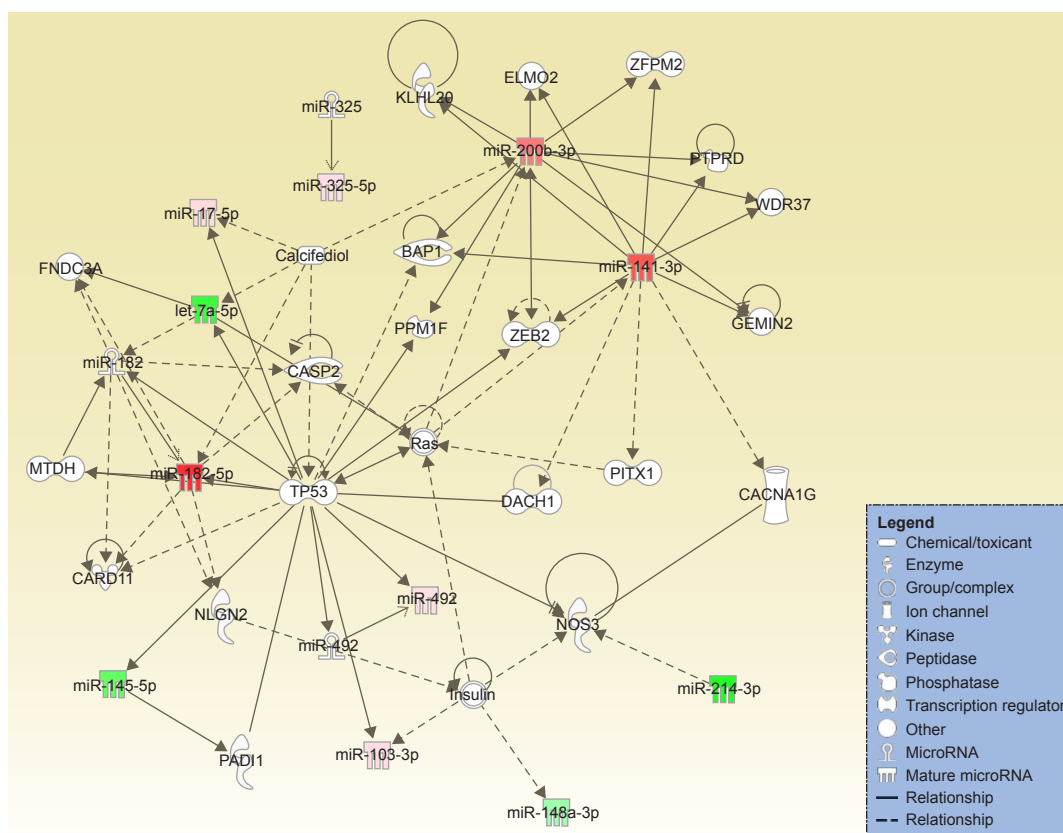 ZFPM2
ELMO2
KLHL20
miR-325
miR-200b-3p
PTPRD
miR-325-5p
WDR37
miR-17-5p
BAP1
Calcifediol
FNDC3A
miR-141-3p
let-7a-5p
PPM1F
ZEB2
GEMIN2
miR-182
CASP2
Ras
MTDH
miR-182-5p
PITX1
TP53
DACH1
CACNA1G
CARD11
miR-492
NLGN2
NOS3
miR-492
miR-145-5p
Insulin
miR-214-3p
PADI1
miR-103-3p
miR-148a-3p
Legend
Chemical/toxicant
Enzyme
Group/complex
Ion channel
Kinase
Peptidase
Phosphatase
Transcription regulator
Other
MicroRNA
Mature microRNA
Relationship
Relationship